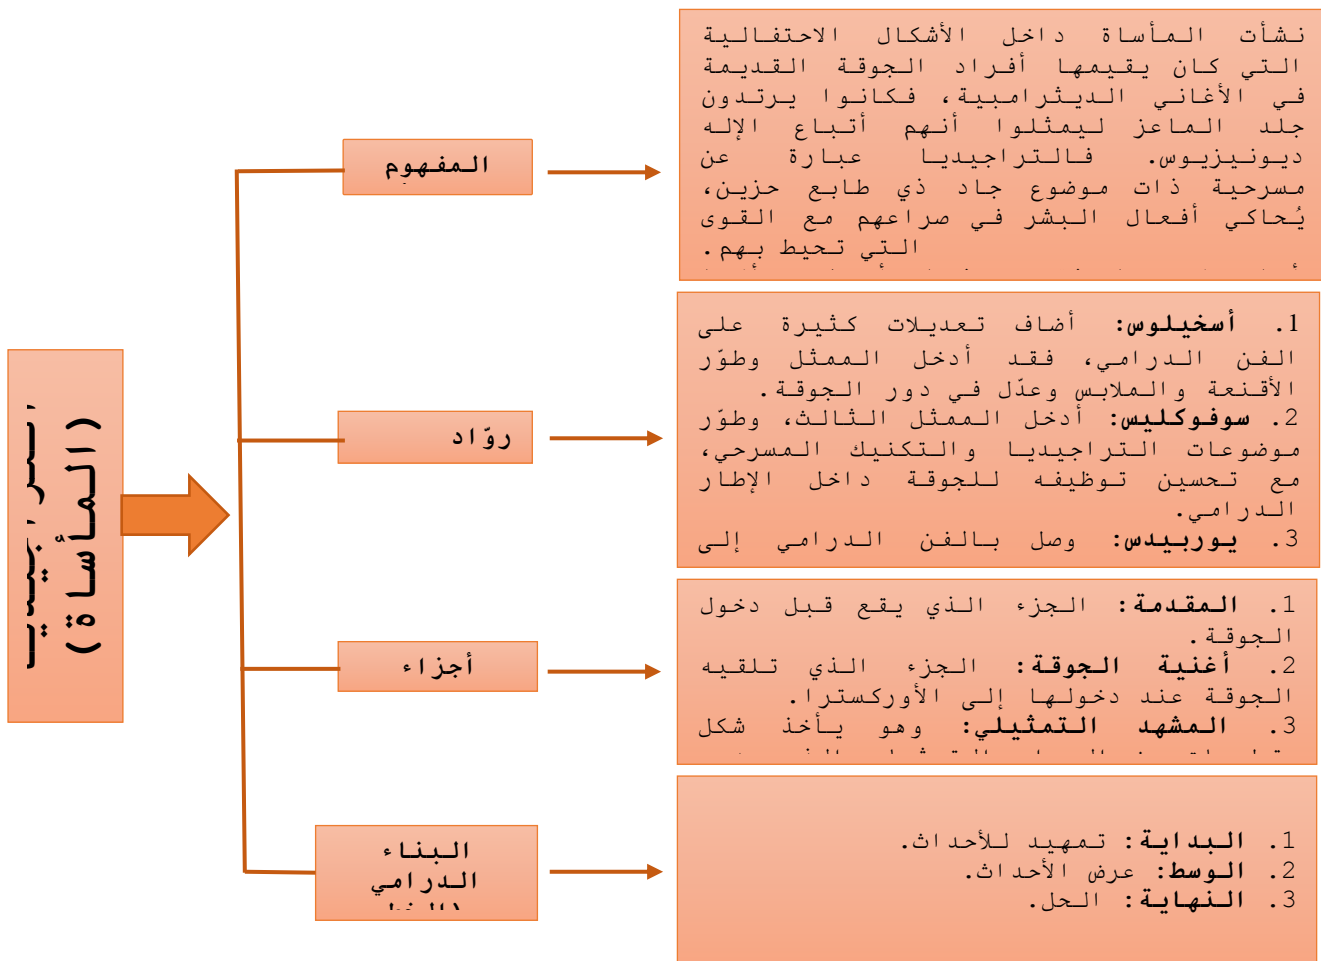 (المأساة)
المفهوم
نشأت المأساة داخل الأشكال الاحتفالية
التي كان يقيمها أفراد الجوقة القديمة
في الأغاني الديثرامبية، فكانوا يرتدون
جلد الماعز ليمثلوا أنهم أتباع الإله
ديونيزيوس. فالتراجيديا عبارة عن
مسرحية ذات موضوع جاد ذي طابع حزين،
يُحاكي أفعال البشر في صراعهم مع القوى
التي تحيط بهم.
روّاد
1. أسخيلوس: أضاف تعديلات كثيرة على
الفن الدرامي، فقد أدخل الممثل وطوّر
الأقنعة والملابس وعدّل في دور الجوقة.
2. سوفوكليس: أدخل الممثل الثالث، وطوّر
موضوعات التراجيديا والتكنيك المسرحي،
مع تحسين توظيفه للجوقة داخل الإطار
الدرامي.
3. يوربيدس: وصل بالفن الدرامي إلى
أجزاء
1. المقدمة: الجزء الذي يقع قبل دخول
الجوقة.
2. أغنية الجوقة: الجزء الذي تلقيه
الجوقة عند دخولها إلى الأوركسترا.
3. المشهد التمثيلي: وهو يأخذ شكل
البناء
الدرامي
1. البداية: تمهيد للأحداث.
2. الوسط: عرض الأحداث.
3. النهاية: الحل.